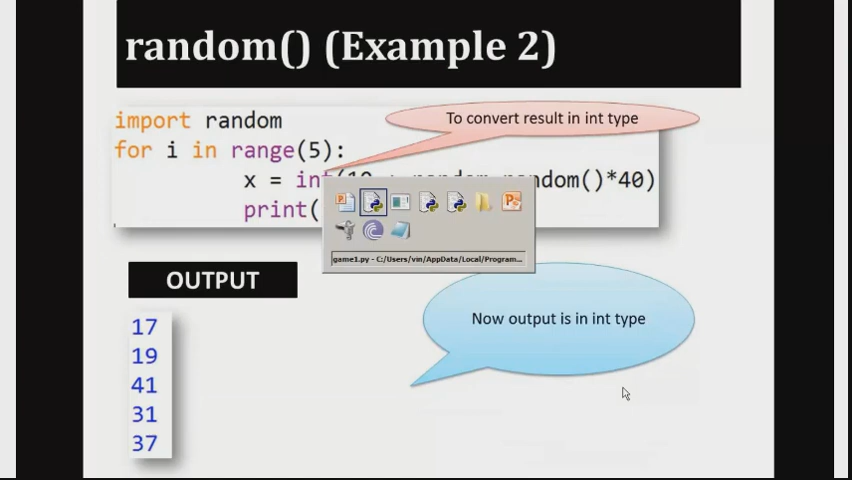 random() (Example 2)
To convert result in int type
import random
for i in range(5):
x = int(10 random()*40)
print(
game1.py - C:/Users/vin/AppData/Local/Program...
OUTPUT
Now output is in int type
17
19
41
31
37